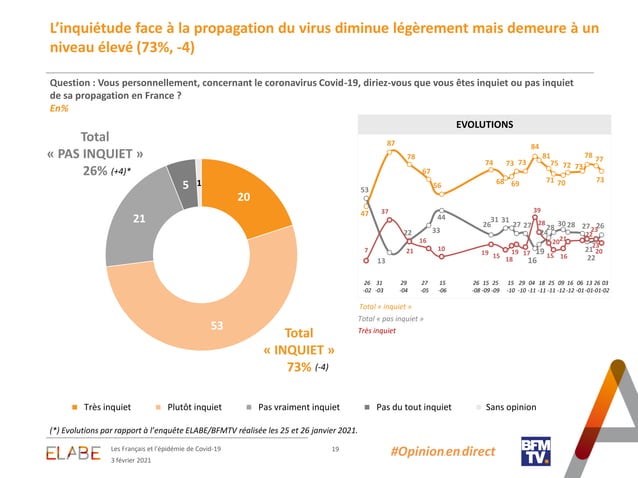 L’inquiétude face à la propagation du virus diminue légèrement mais demeure à un
niveau élevé (73%, -4)
Question : Vous personnellement, concernant le coronavirus Covid-19, diriez-vous que vous êtes inquiet ou pas inquiet
de sa propagation en France ?
En%
Total
« PAS INQUIET »
26% (+4)*
5
1
20
21
53
Total
« INQUIET »
73% (-4)
EVOLUTIONS
87
78
67
56
74
68
73
69
73
84
81
75
71
70
72
73
78
77
73
53
47
37
7
13
22
21
16
33
44
10
26
31
31
27
27
19
15
18
19
17
39
28
16
19
28
30
28
15
20
21
16
27
26
23
21
22
20
26 31 29 27 15 26 15 25 15 29 04 18 25 09 16 06 13 26 03
-02 -03 -04 -05 -06 -08 -09 -09 -10 -10 -11 -11 -11 -12 -12 -01 -01 -01 -02
Total « inquiet »
Total « pas inquiet »
Très inquiet
Très inquiet Plutôt inquiet Pas vraiment inquiet Pas du tout inquiet Sans opinion
(*) Evolutions par rapport à l’enquête ELABE/BFMTV réalisée les 25 et 26 janvier 2021.
ELABE
Les Français et l’épidémie de Covid-19
3 février 2021
19
#Opinion en direct
BFM
TV.